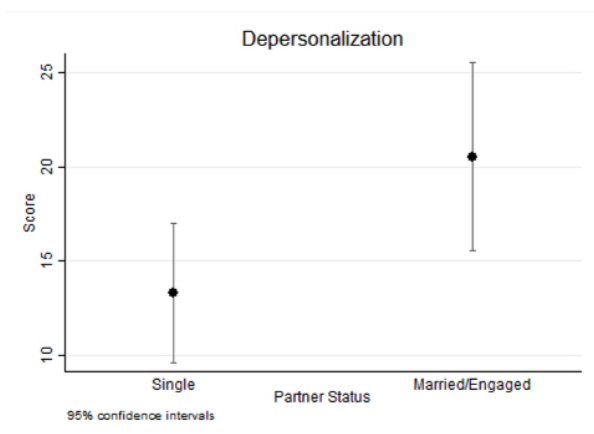 Depersonalization
25
20
15
10
Score
Single
Married/Engaged
Partner Status
95% confidence intervals